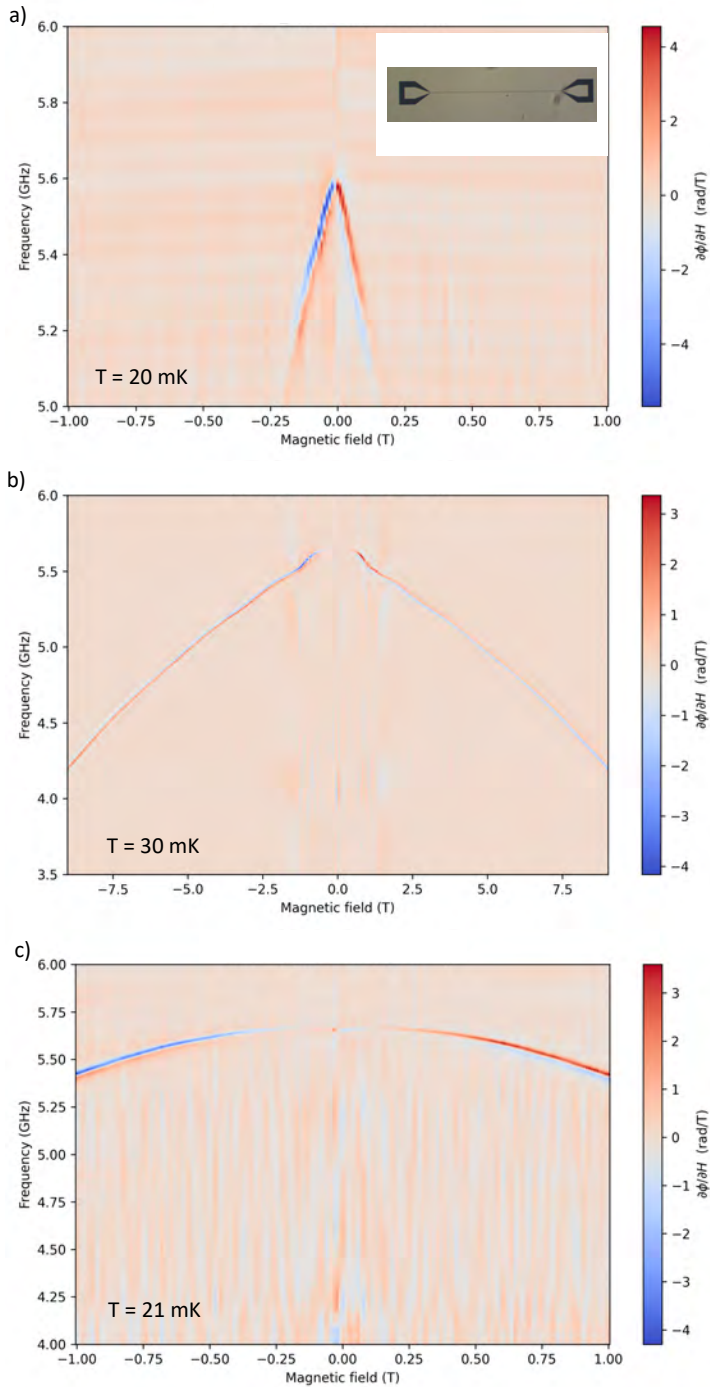 a)
6.0
5.8
5.6
5.4
5.2
5.0
Frequency (GHz)
T = 20 mK
−1.00 −0.75 −0.50 −0.25 0.00 0.25 0.50 0.75 1.00
Magnetic field (T)
4
2
0
−2
−4
∂φ/∂H (rad/T)
b)
6.0
5.5
5.0
4.5
4.0
3.5
Frequency (GHz)
T = 30 mK
−7.5 −5.0 −2.5 0.0 2.5 5.0 7.5
Magnetic field (T)
3
2
1
0
−1
−2
−3
−4
∂φ/∂H (rad/T)
c)
6.00
5.75
5.50
5.25
5.00
4.75
4.50
4.25
4.00
Frequency (GHz)
T = 21 mK
−1.00 −0.75 −0.50 −0.25 0.00 0.25 0.50 0.75 1.00
Magnetic field (T)
3
2
1
0
−1
−2
−3
−4
∂φ/∂H (rad/T)